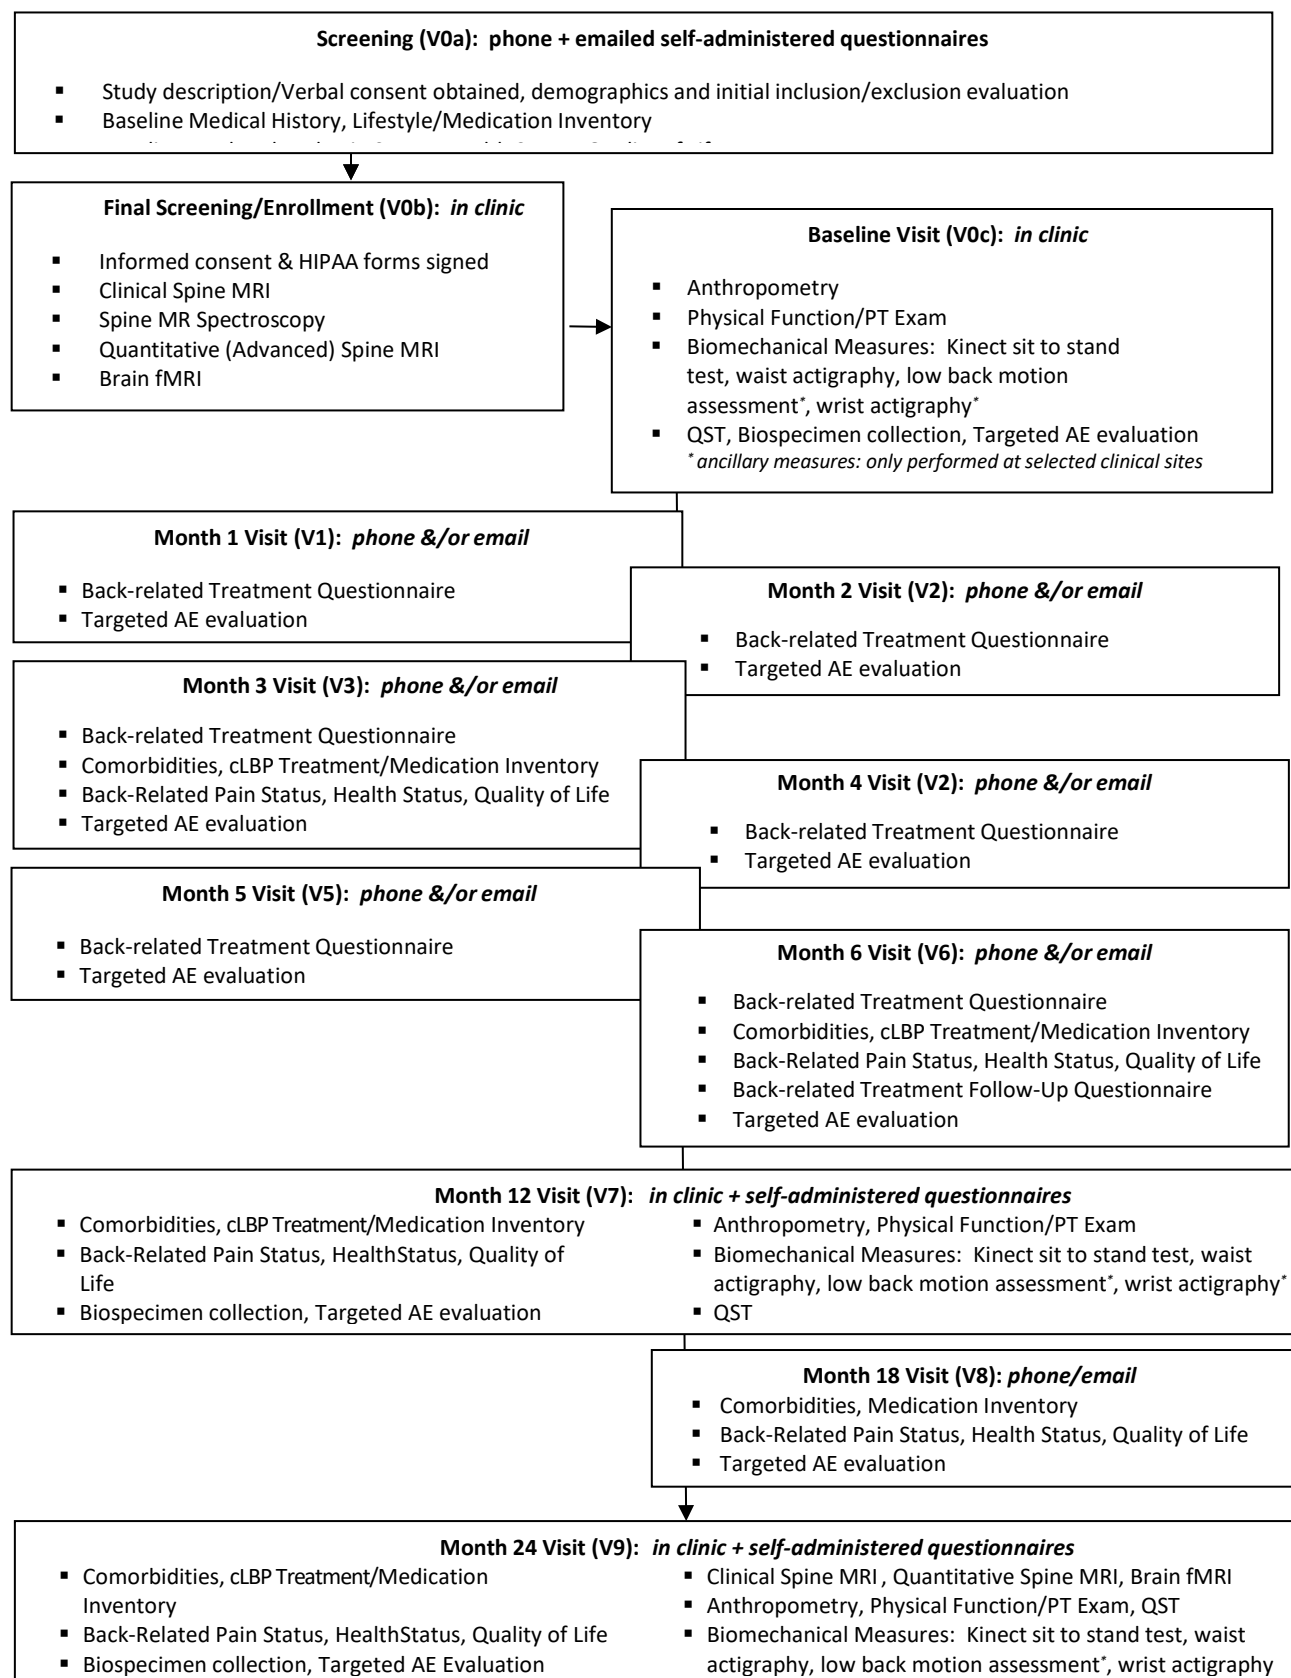 Screening (V0a): phone + emailed self-administered questionnaires
▪ Study description/Verbal consent obtained, demographics and initial inclusion/exclusion evaluation
▪ Baseline Medical History, Lifestyle/Medication Inventory
Final Screening/Enrollment (V0b): in clinic
▪ Informed consent & HIPAA forms signed
▪ Clinical Spine MRI
▪ Spine MR Spectroscopy
▪ Quantitative (Advanced) Spine MRI
▪ Brain fMRI
Baseline Visit (V0c): in clinic
▪ Anthropometry
▪ Physical Function/PT Exam
▪ Biomechanical Measures: Kinect sit to stand
test, waist actigraphy, low back motion
assessment*, wrist actigraphy*
▪ QST, Biospecimen collection, Targeted AE evaluation
* ancillary measures: only performed at selected clinical sites
Month 1 Visit (V1): phone &/or email
▪ Back-related Treatment Questionnaire
▪ Targeted AE evaluation
Month 2 Visit (V2): phone &/or email
▪ Back-related Treatment Questionnaire
▪ Targeted AE evaluation
Month 3 Visit (V3): phone &/or email
▪ Back-related Treatment Questionnaire
▪ Comorbidities, cLBP Treatment/Medication Inventory
▪ Back-Related Pain Status, Health Status, Quality of Life
▪ Targeted AE evaluation
Month 4 Visit (V2): phone &/or email
▪ Back-related Treatment Questionnaire
▪ Targeted AE evaluation
Month 5 Visit (V5): phone &/or email
▪ Back-related Treatment Questionnaire
▪ Targeted AE evaluation
Month 6 Visit (V6): phone &/or email
▪ Back-related Treatment Questionnaire
▪ Comorbidities, cLBP Treatment/Medication Inventory
▪ Back-Related Pain Status, Health Status, Quality of Life
▪ Back-related Treatment Follow-Up Questionnaire
▪ Targeted AE evaluation
Month 12 Visit (V7): in clinic + self-administered questionnaires
▪ Comorbidities, cLBP Treatment/Medication Inventory
▪ Back-Related Pain Status, HealthStatus, Quality of
Life
▪ Biospecimen collection, Targeted AE evaluation
▪ Anthropometry, Physical Function/PT Exam
▪ Biomechanical Measures: Kinect sit to stand test, waist
actigraphy, low back motion assessment*, wrist actigraphy*
▪ QST
Month 18 Visit (V8): phone/email
▪ Comorbidities, Medication Inventory
▪ Back-Related Pain Status, Health Status, Quality of Life
▪ Targeted AE evaluation
Month 24 Visit (V9): in clinic + self-administered questionnaires
▪ Comorbidities, cLBP Treatment/Medication
Inventory
▪ Back-Related Pain Status, HealthStatus, Quality of Life
▪ Biospecimen collection, Targeted AE Evaluation
▪ Clinical Spine MRI , Quantitative Spine MRI, Brain fMRI
▪ Anthropometry, Physical Function/PT Exam, QST
▪ Biomechanical Measures: Kinect sit to stand test, waist
actigraphy, low back motion assessment*, wrist actigraphy